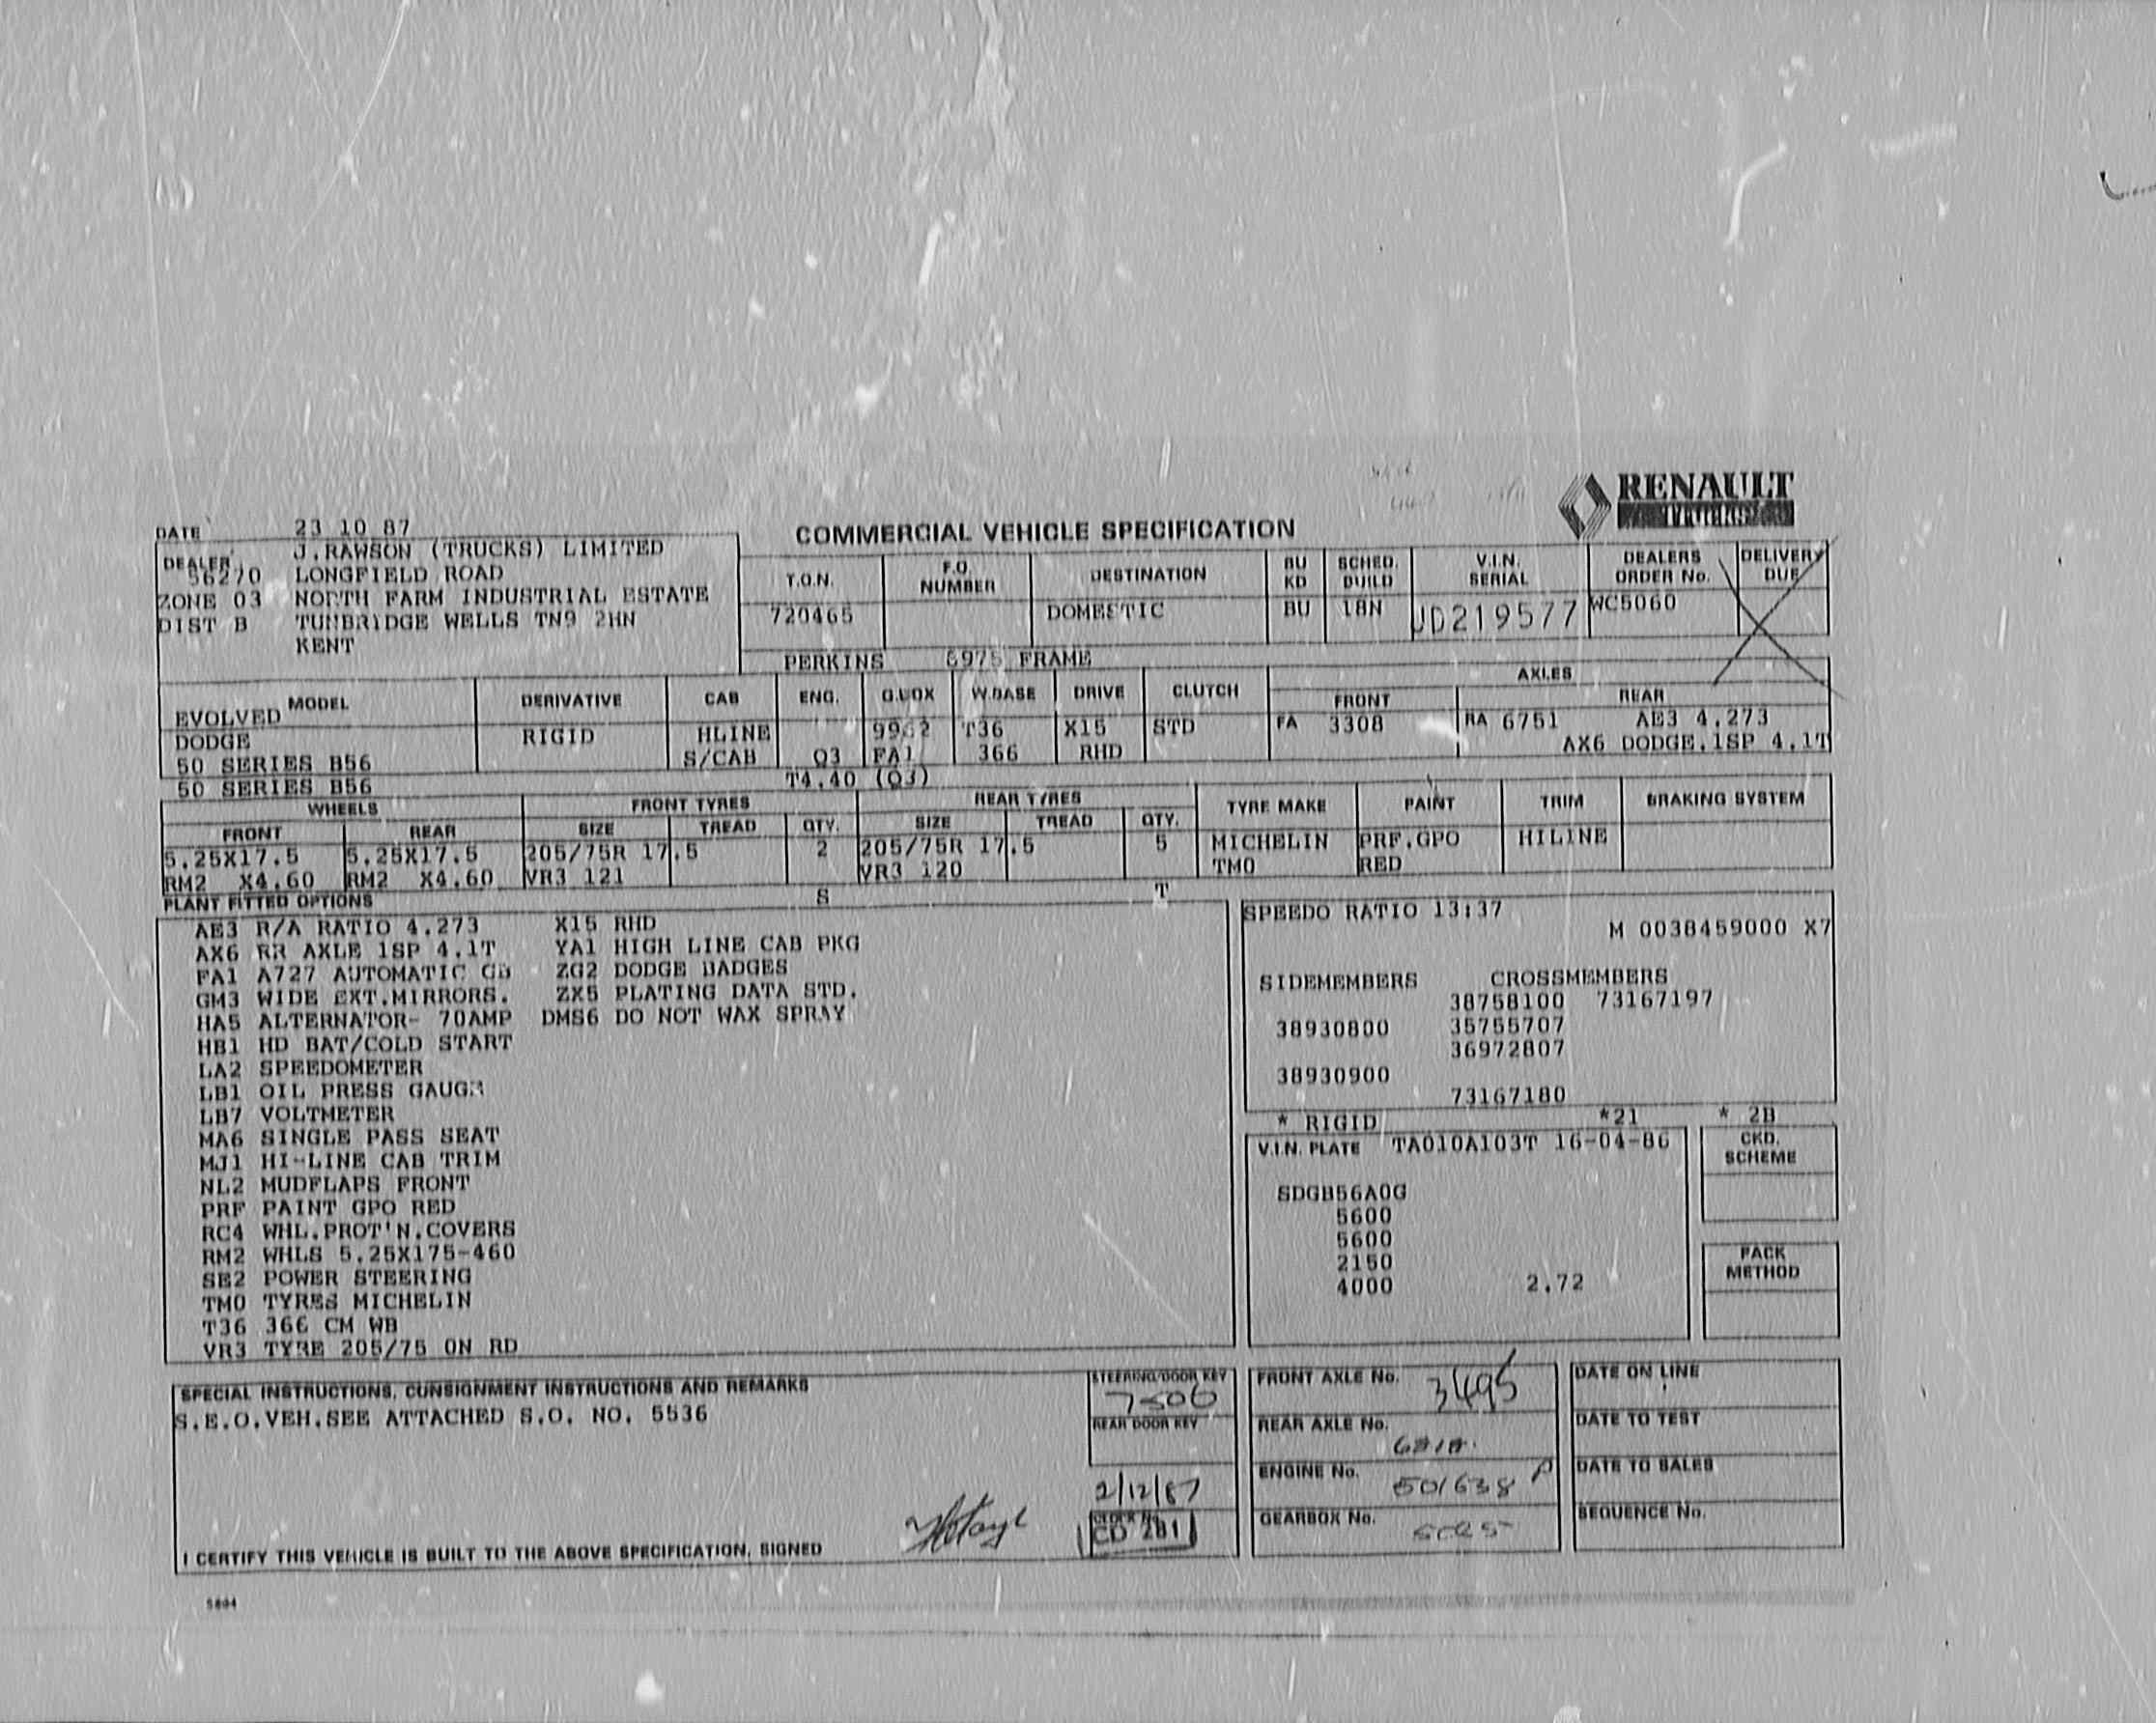 RENAULT
TRUCKS
COMMERCIAL VEHICLE SPECIFICATION
DATE 23 10 87
DEALER J.RAWSON (TRUCKS) LIMITED
56270 LONGFIELD ROAD
ZONE 03 NORTH FARM INDUSTRIAL ESTATE
DIST B TUNBRIDGE WELLS TN9 2HN
KENT
T.O.N. F.O. NUMBER DESTINATION BU KD SCHED. BUILD V.I.N. SERIAL DEALERS ORDER No. DELIVERY DUE
720465 DOMESTIC BU 18N JD219577 WC5060
PERKINS 6975 FRAME
MODEL DERIVATIVE CAB ENG. G.BOX W.BASE DRIVE CLUTCH AXLES
FRONT REAR
EVOLVED
DODGE RIGID HLINE 9962 T36 X15 STD FA 3308 RA 6751 AE3 4.273
50 SERIES B56 S/CAB Q3 FA1 366 RHD AX6 DODGE.1SP 4.1T
50 SERIES B56 T4.40 (Q3)
WHEELS FRONT TYRES REAR TYRES TYRE MAKE PAINT TRIM BRAKING SYSTEM
FRONT REAR SIZE TREAD QTY. SIZE TREAD QTY.
5.25X17.5 5.25X17.5 205/75R 17.5 2 205/75R 17.5 5 MICHELIN PRF.GPO HILINE
RM2 X4.60 RM2 X4.60 VR3 121 VR3 120 TM0 RED
S T
PLANT FITTED OPTIONS
AE3 R/A RATIO 4.273 X15 RHD
AX6 RR AXLE 1SP 4.1T YA1 HIGH LINE CAB PKG
FA1 A727 AUTOMATIC GB ZG2 DODGE BADGES
GM3 WIDE EXT.MIRRORS. ZX5 PLATING DATA STD.
HA5 ALTERNATOR- 70AMP DMS6 DO NOT WAX SPRAY
HB1 HD BAT/COLD START
LA2 SPEEDOMETER
LB1 OIL PRESS GAUGE
LB7 VOLTMETER
MA6 SINGLE PASS SEAT
MJ1 HI-LINE CAB TRIM
NL2 MUDFLAPS FRONT
PRF PAINT GPO RED
RC4 WHL.PROT'N.COVERS
RM2 WHLS 5.25X175-460
SE2 POWER STEERING
TM0 TYRES MICHELIN
T36 366 CM WB
VR3 TYRE 205/75 ON RD
SPEEDO RATIO 13:37
M 0038459000 X7
SIDEMEMBERS CROSSMEMBERS
38758100 73167197
38930800 35755707
36972807
38930900
73167180
* RIGID *21 * 2B
V.I.N. PLATE TA010A103T 16-04-86
SDGB56A0G
5600
5600
2150
4000 2.72
CKD. SCHEME
PACK METHOD
SPECIAL INSTRUCTIONS, CONSIGNMENT INSTRUCTIONS AND REMARKS
S.E.O.VEH.SEE ATTACHED S.O. NO. 5536
I CERTIFY THIS VEHICLE IS BUILT TO THE ABOVE SPECIFICATION, SIGNED
STEERING/DOOR KEY
7506
REAR DOOR KEY
2/12/87
CD 281
FRONT AXLE No. 3495
REAR AXLE No.
ENGINE No. 501638
GEARBOX No.
DATE ON LINE
DATE TO TEST
DATE TO SALES
SEQUENCE No.
5804